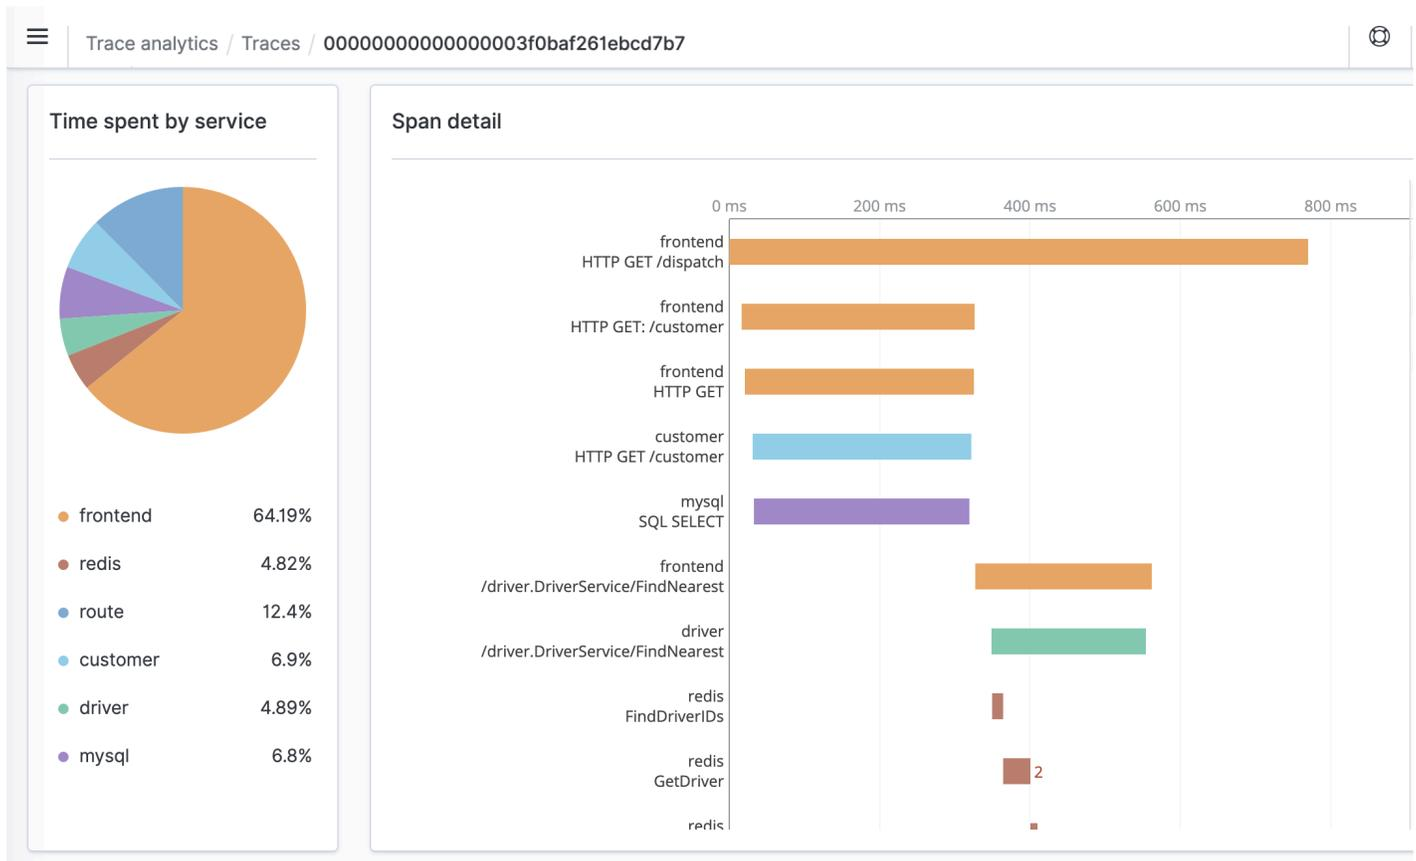 Trace analytics / Traces / 00000000000000003f0baf261ebcd7b7
Time spent by service
frontend 64.19%
redis 4.82%
route 12.4%
customer 6.9%
driver 4.89%
mysql 6.8%
Span detail
0 ms 200 ms 400 ms 600 ms 800 ms
frontend
HTTP GET /dispatch
frontend
HTTP GET: /customer
frontend
HTTP GET
customer
HTTP GET /customer
mysql
SQL SELECT
frontend
/driver.DriverService/FindNearest
driver
/driver.DriverService/FindNearest
redis
FindDriverIDs
redis
GetDriver 2
redis